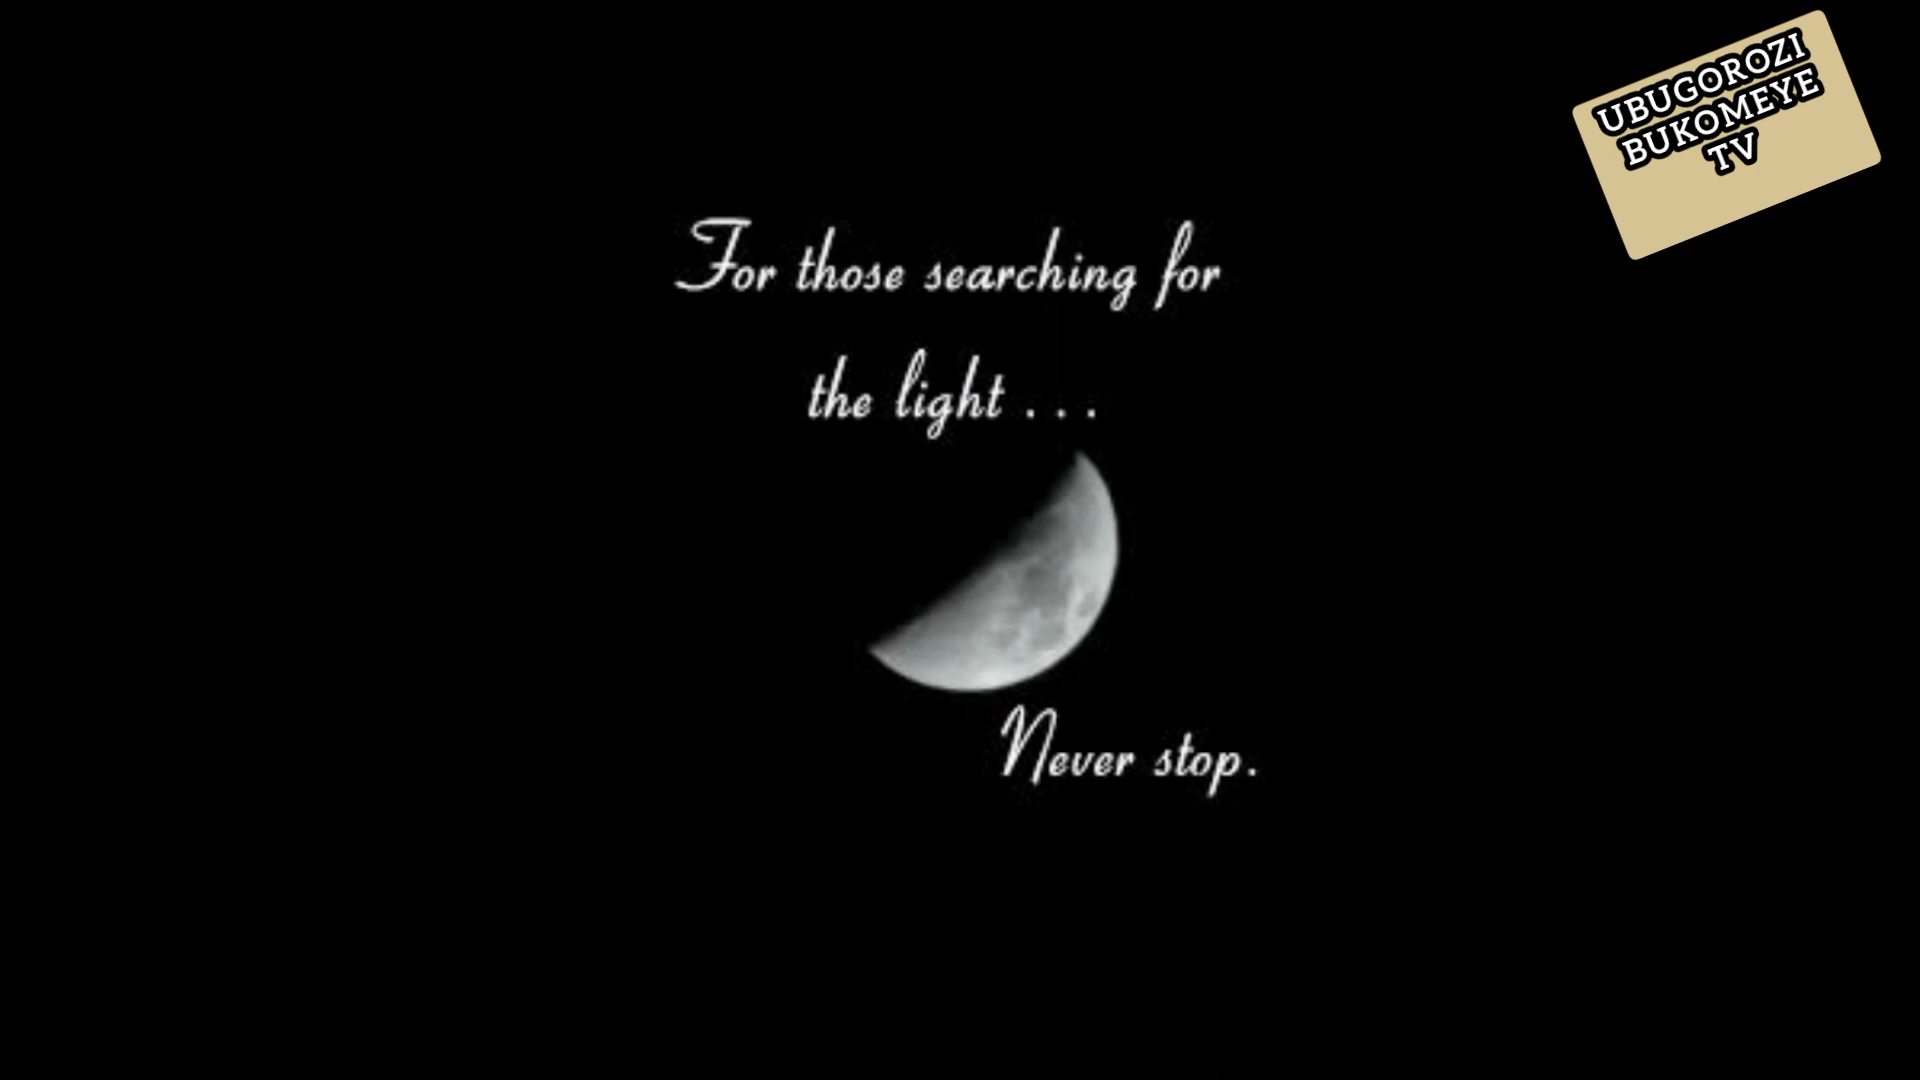 For those searching for
the light . . .
Never stop.
UBUGOROZI
BUKOMEYE
TV